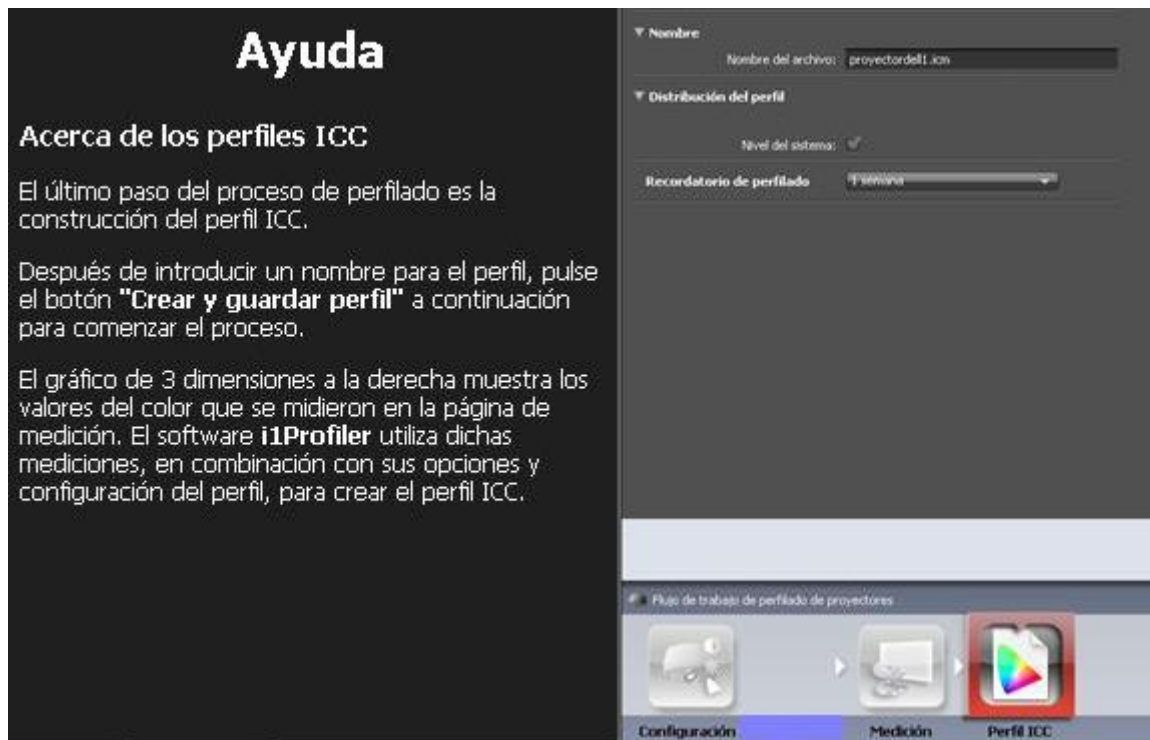 Ayuda
Acerca de los perfiles ICC
El último paso del proceso de perfilado es la
construcción del perfil ICC.
Después de introducir un nombre para el perfil, pulse
el botón "Crear y guardar perfil" a continuación
para comenzar el proceso.
El gráfico de 3 dimensiones a la derecha muestra los
valores del color que se midieron en la página de
medición. El software i1Profiler utiliza dichas
mediciones, en combinación con sus opciones y
configuración del perfil, para crear el perfil ICC.
Nombre
Nombre del archivo: proyectordell1.icm
Distribución del perfil
Nivel del sistema:
Recordatorio de perfilado 1 semana
Flujo de trabajo de perfilado de proyectores
Configuración Medición Perfil ICC